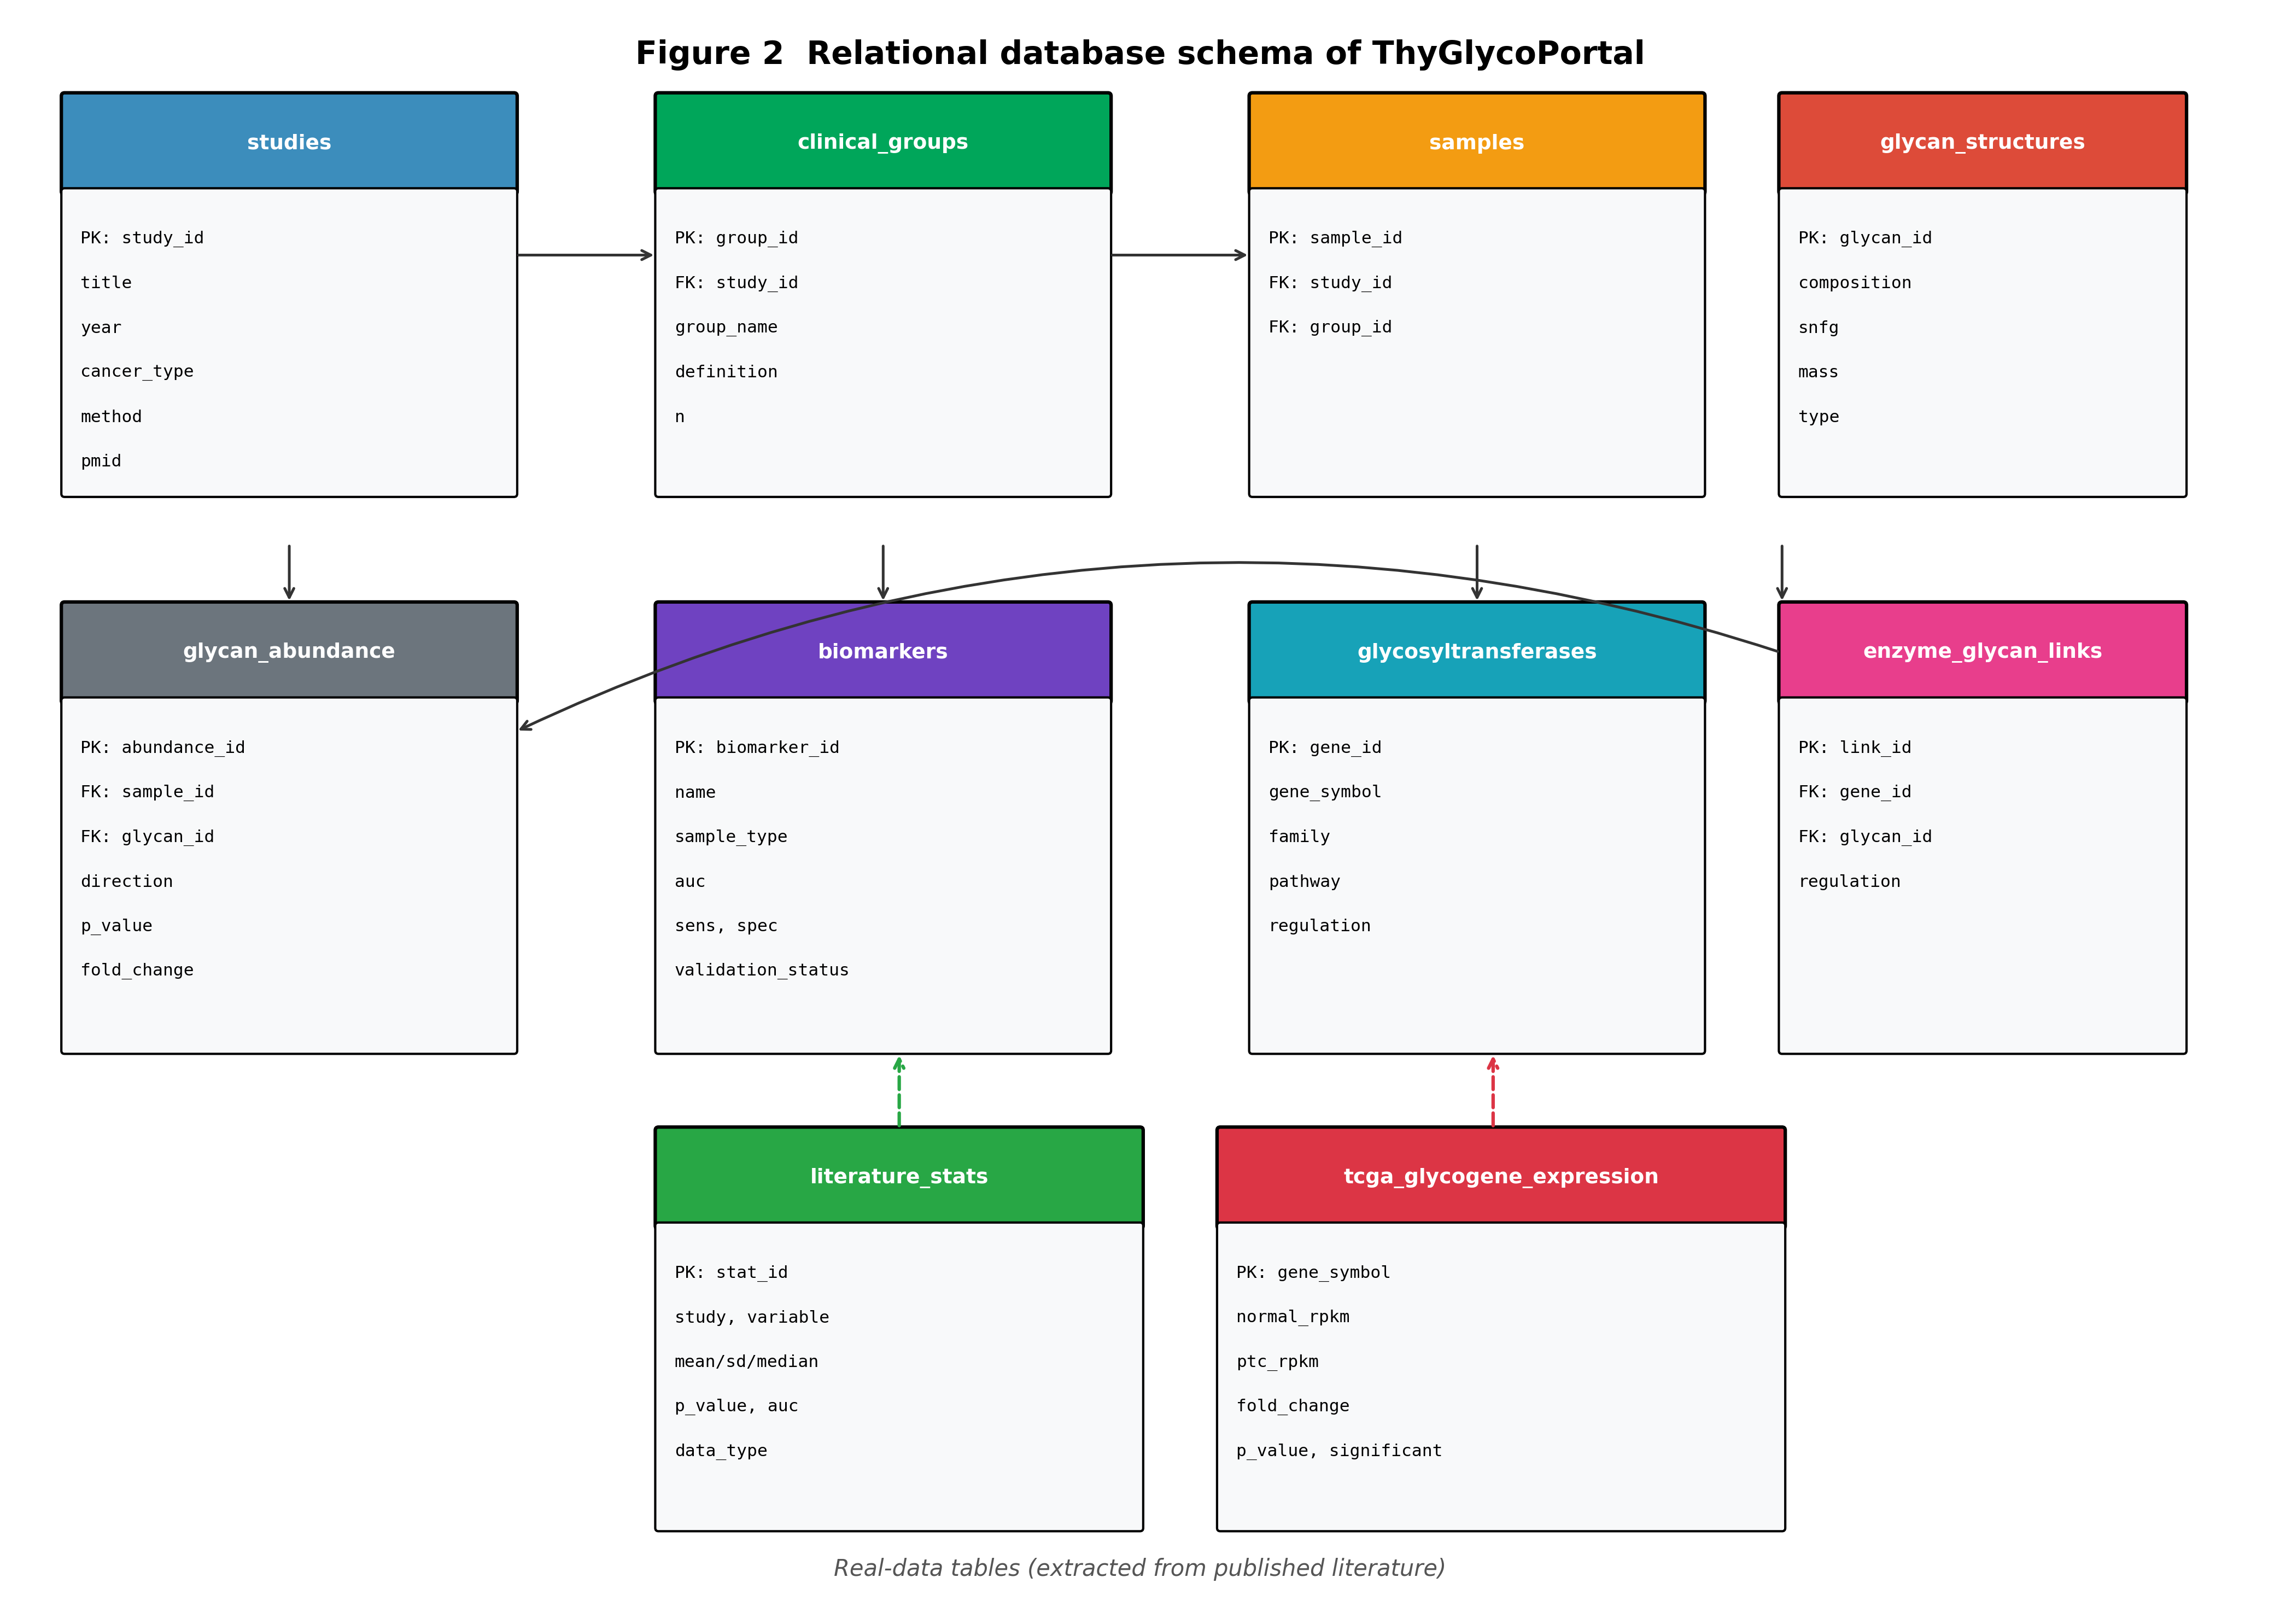 Figure 2  Relational database schema of ThyGlycoPortal
studies
PK: study_id
title
year
cancer_type
method
pmid
clinical_groups
PK: group_id
FK: study_id
group_name
definition
n
samples
PK: sample_id
FK: study_id
FK: group_id
glycan_structures
PK: glycan_id
composition
snfg
mass
type
glycan_abundance
PK: abundance_id
FK: sample_id
FK: glycan_id
direction
p_value
fold_change
biomarkers
PK: biomarker_id
name
sample_type
auc
sens, spec
validation_status
glycosyltransferases
PK: gene_id
gene_symbol
family
pathway
regulation
enzyme_glycan_links
PK: link_id
FK: gene_id
FK: glycan_id
regulation
literature_stats
PK: stat_id
study, variable
mean/sd/median
p_value, auc
data_type
tcga_glycogene_expression
PK: gene_symbol
normal_rpkm
ptc_rpkm
fold_change
p_value, significant
Real-data tables (extracted from published literature)